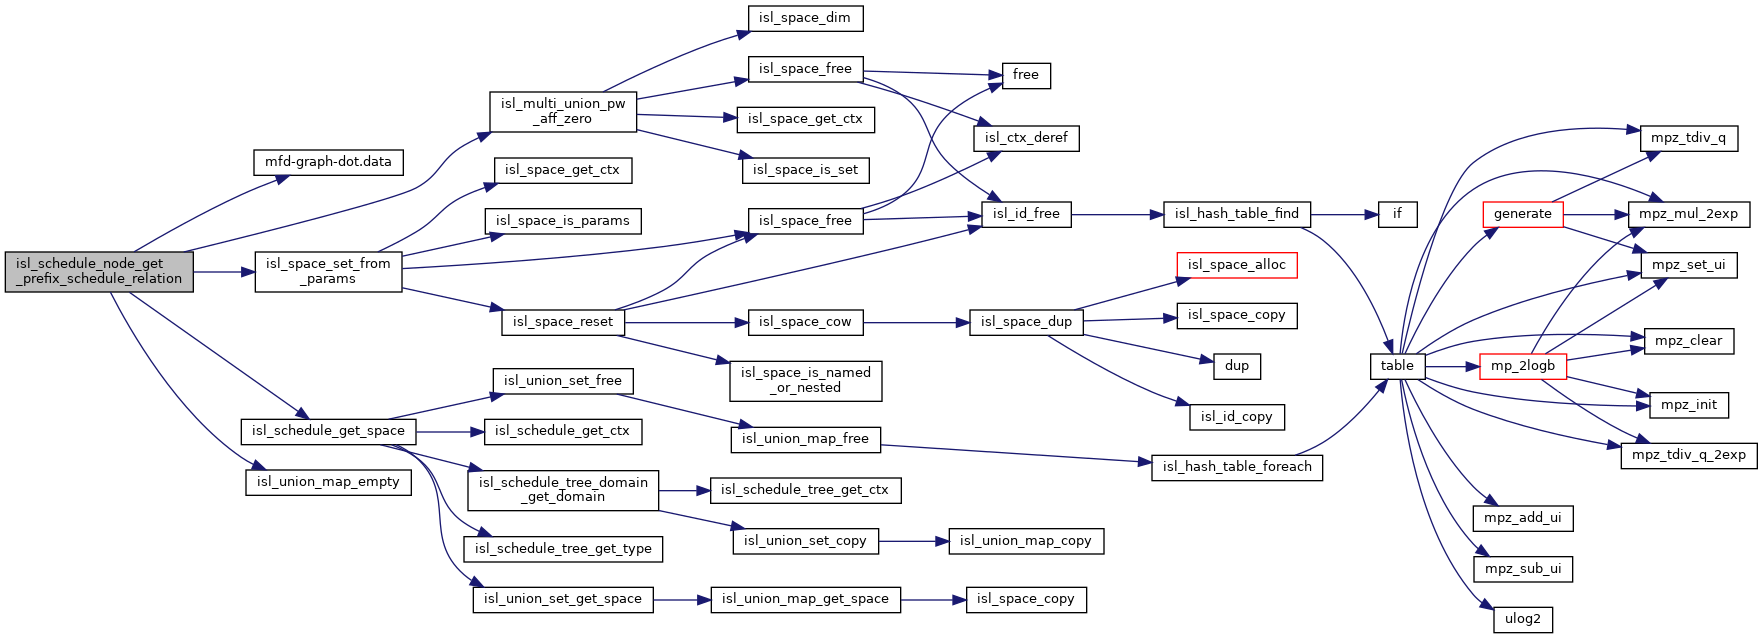 isl_schedule_node_get
_prefix_schedule_relation
mfd-graph-dot.data
isl_space_set_from
_params
isl_schedule_get_space
isl_union_map_empty
isl_multi_union_pw
_aff_zero
isl_space_get_ctx
isl_space_is_params
isl_space_reset
isl_union_set_free
isl_schedule_get_ctx
isl_schedule_tree_domain
_get_domain
isl_schedule_tree_get_type
isl_union_set_get_space
isl_space_dim
isl_space_free
isl_space_get_ctx
isl_space_is_set
isl_space_free
isl_space_cow
isl_space_is_named
_or_nested
isl_union_map_free
isl_schedule_tree_get_ctx
isl_union_set_copy
isl_union_map_get_space
free
isl_ctx_deref
isl_id_free
isl_space_dup
isl_union_map_copy
isl_space_copy
isl_hash_table_find
isl_space_alloc
isl_space_copy
dup
isl_id_copy
isl_hash_table_foreach
if
table
generate
mp_2logb
mpz_add_ui
mpz_sub_ui
ulog2
mpz_tdiv_q
mpz_mul_2exp
mpz_set_ui
mpz_clear
mpz_init
mpz_tdiv_q_2exp